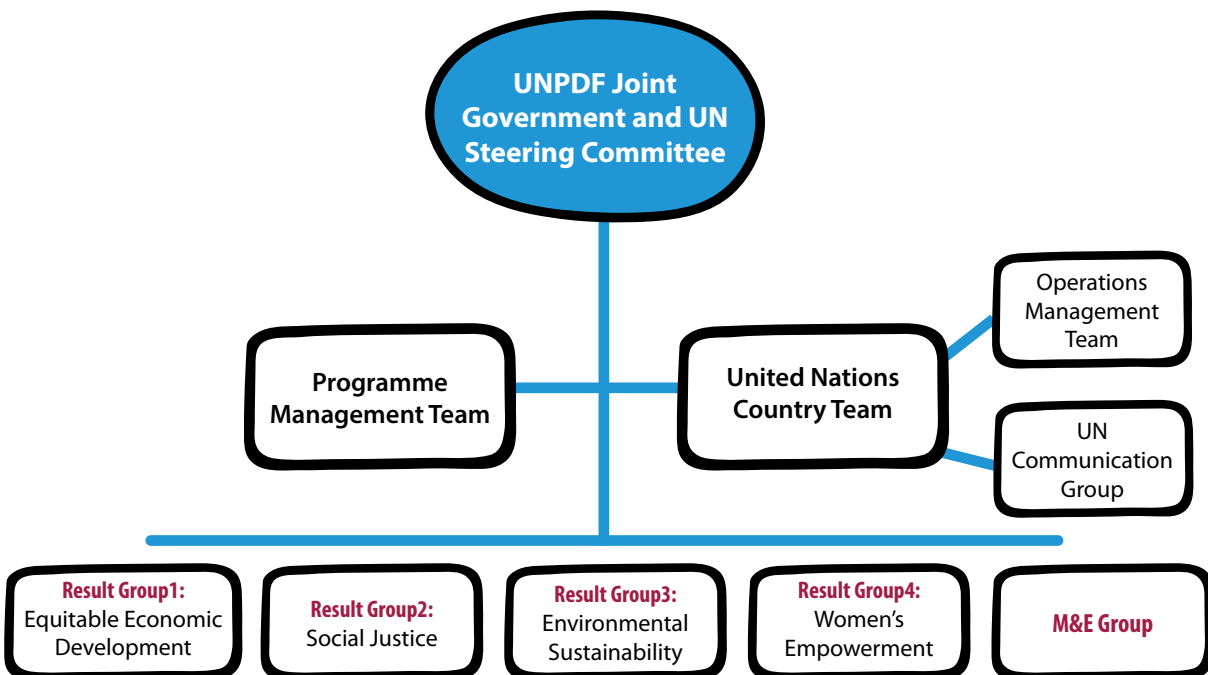 UNPDF Joint
Government and UN
Steering Committee
Programme
Management Team
United Nations
Country Team
Operations
Management
Team
UN
Communication
Group
Result Group1:
Equitable Economic
Development
Result Group2:
Social Justice
Result Group3:
Environmental
Sustainability
Result Group4:
Women's
Empowerment
M&E Group